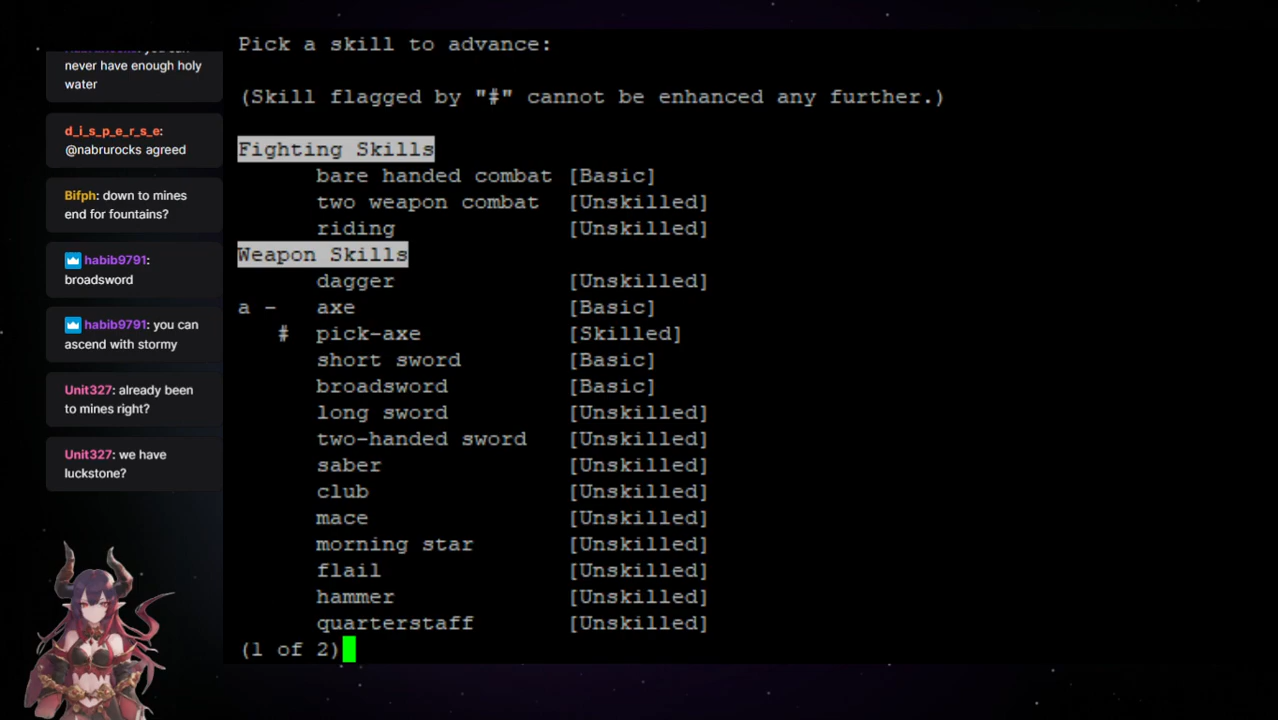 never have enough holy
water
d_i_s_p_e_r_s_e:
@nabrurocks agreed
Bifph: down to mines
end for fountains?
habib9791:
broadsword
habib9791: you can
ascend with stormy
Unit327: already been
to mines right?
Unit327: we have
luckstone?
Pick a skill to advance:
(Skill flagged by "#" cannot be enhanced any further.)
Fighting Skills
bare handed combat [Basic]
two weapon combat [Unskilled]
riding [Unskilled]
Weapon Skills
dagger [Unskilled]
a - axe [Basic]
# pick-axe [Skilled]
short sword [Basic]
broadsword [Basic]
long sword [Unskilled]
two-handed sword [Unskilled]
saber [Unskilled]
club [Unskilled]
mace [Unskilled]
morning star [Unskilled]
flail [Unskilled]
hammer [Unskilled]
quarterstaff [Unskilled]
(1 of 2)